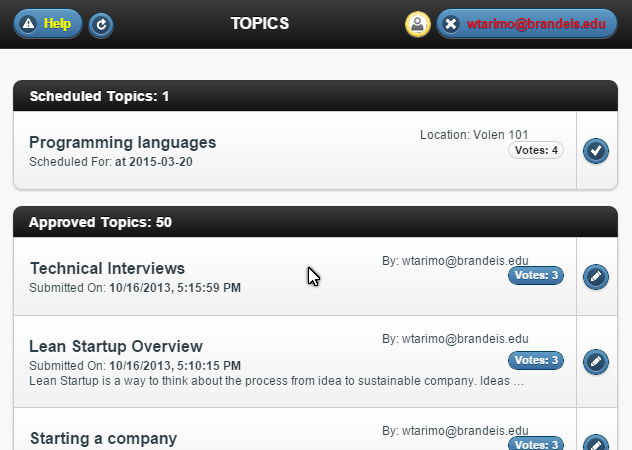 Help
TOPICS
wtarimo@brandeis.edu
Scheduled Topics: 1
Programming languages
Location: Volen 101
Votes: 4
Scheduled For: at 2015-03-20
Approved Topics: 50
Technical Interviews
By: wtarimo@brandeis.edu
Votes: 3
Submitted On: 10/16/2013, 5:15:59 PM
Lean Startup Overview
By: wtarimo@brandeis.edu
Votes: 3
Submitted On: 10/16/2013, 5:10:15 PM
Lean Startup is a way to think about the process from idea to sustainable company. Ideas ...
Starting a company
By: wtarimo@brandeis.edu
Votes: 3